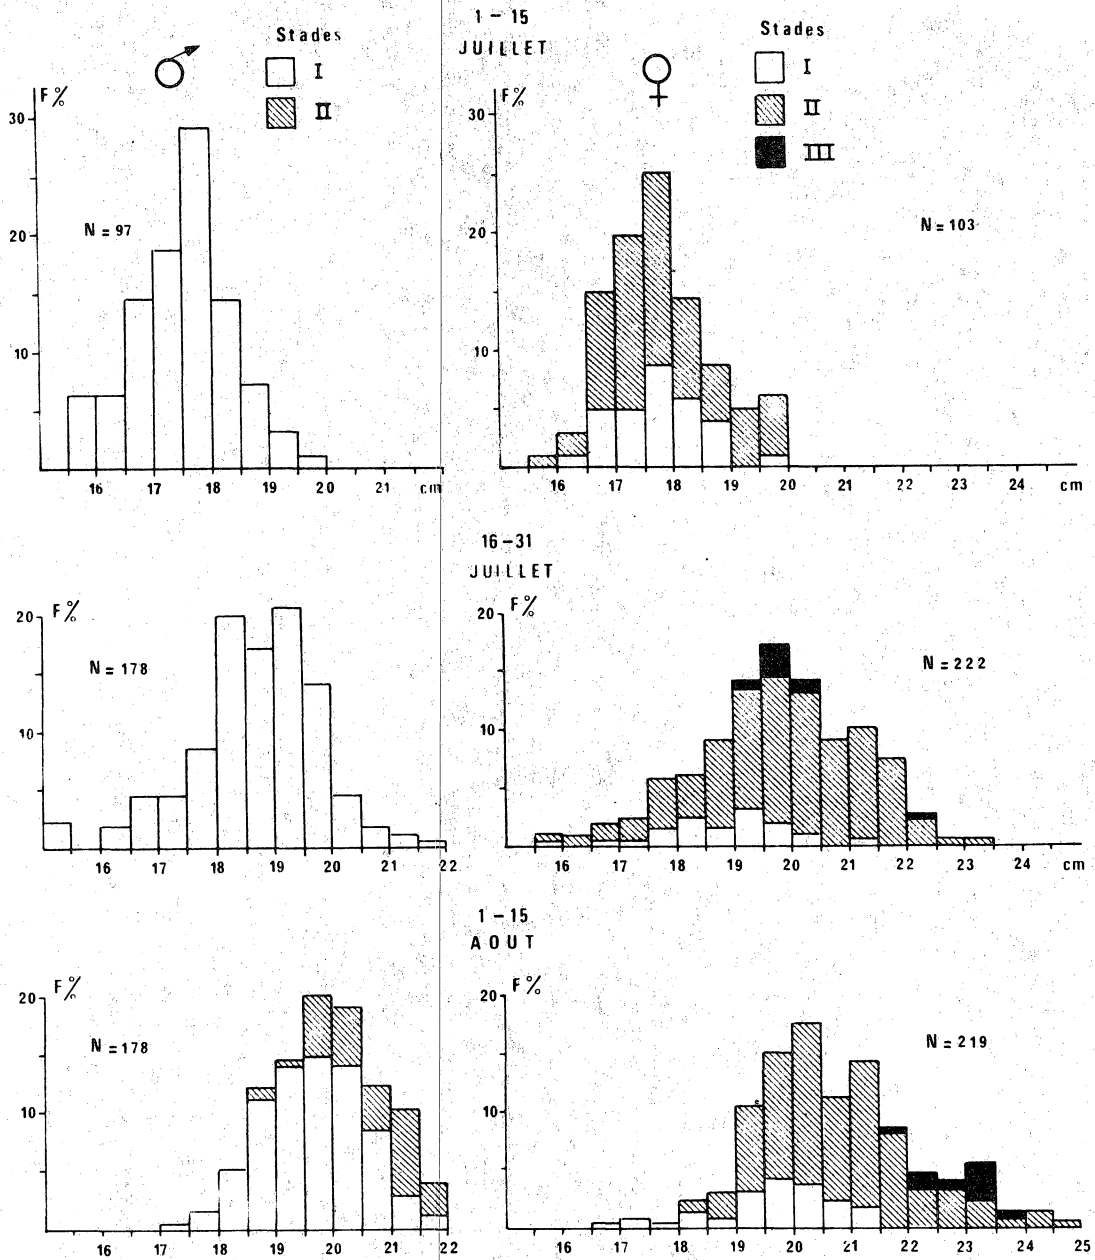 1 – 15
JUILLET
♂
Stades
I
II
F%
30
20
10
N = 97
16 17 18 19 20 21 cm
♀
Stades
I
II
III
F%
30
20
10
N = 103
16 17 18 19 20 21 22 23 24 cm
16 – 31
JUILLET
F%
20
10
N = 178
16 17 18 19 20 21 22
F%
20
10
N = 222
16 17 18 19 20 21 22 23 24 cm
1 – 15
AOUT
F%
20
10
N = 178
16 17 18 19 20 21 22
F%
20
10
N = 219
16 17 18 19 20 21 22 23 24 25